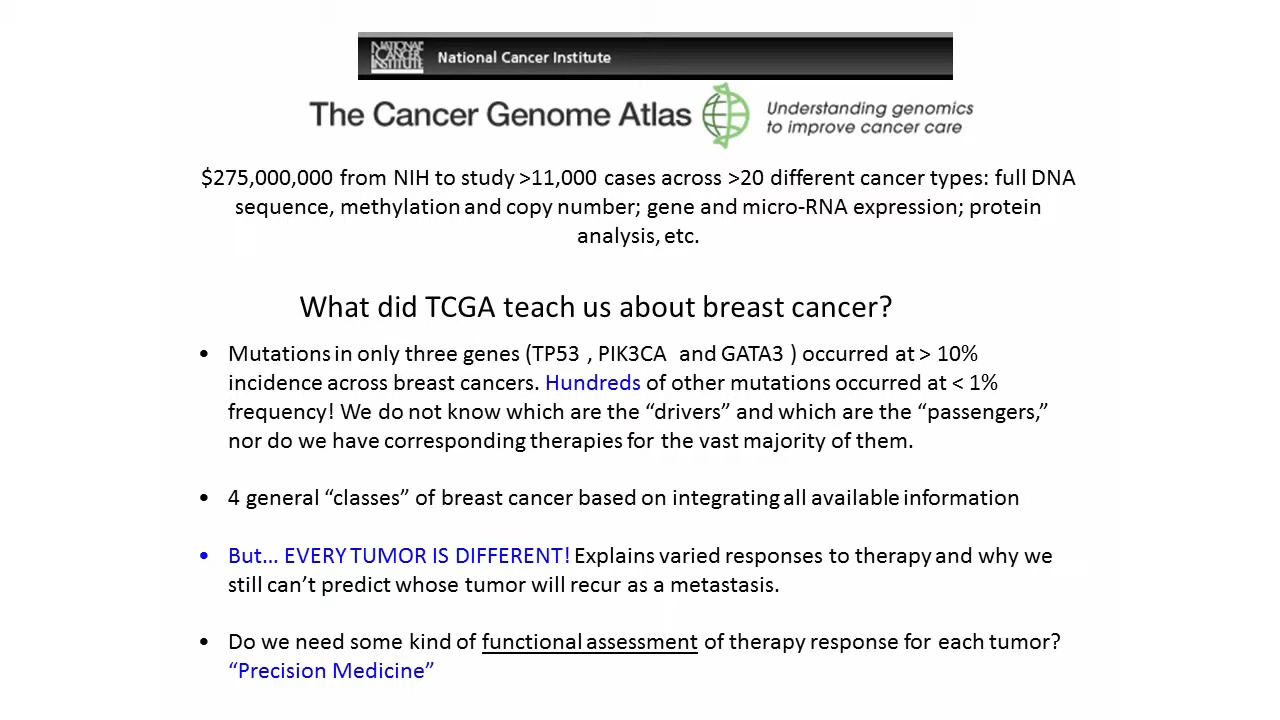 NATIONAL
CANCER
INSTITUTE
National Cancer Institute
The Cancer Genome Atlas
Understanding genomics
to improve cancer care
$275,000,000 from NIH to study >11,000 cases across >20 different cancer types: full DNA
sequence, methylation and copy number; gene and micro-RNA expression; protein
analysis, etc.
What did TCGA teach us about breast cancer?
• Mutations in only three genes (TP53 , PIK3CA and GATA3 ) occurred at > 10%
incidence across breast cancers. Hundreds of other mutations occurred at < 1%
frequency! We do not know which are the “drivers” and which are the “passengers,”
nor do we have corresponding therapies for the vast majority of them.
• 4 general “classes” of breast cancer based on integrating all available information
• But... EVERY TUMOR IS DIFFERENT! Explains varied responses to therapy and why we
still can’t predict whose tumor will recur as a metastasis.
• Do we need some kind of functional assessment of therapy response for each tumor?
“Precision Medicine”